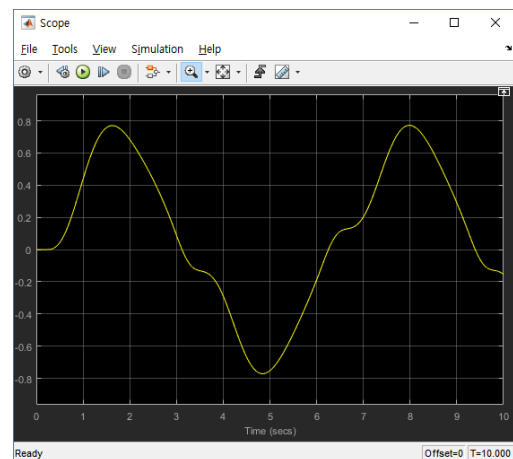 Scope
File Tools View Simulation Help
0.8
0.6
0.4
0.2
0
-0.2
-0.4
-0.6
-0.8
0 1 2 3 4 5 6 7 8 9 10
Time (secs)
Ready Offset=0 T=10.000